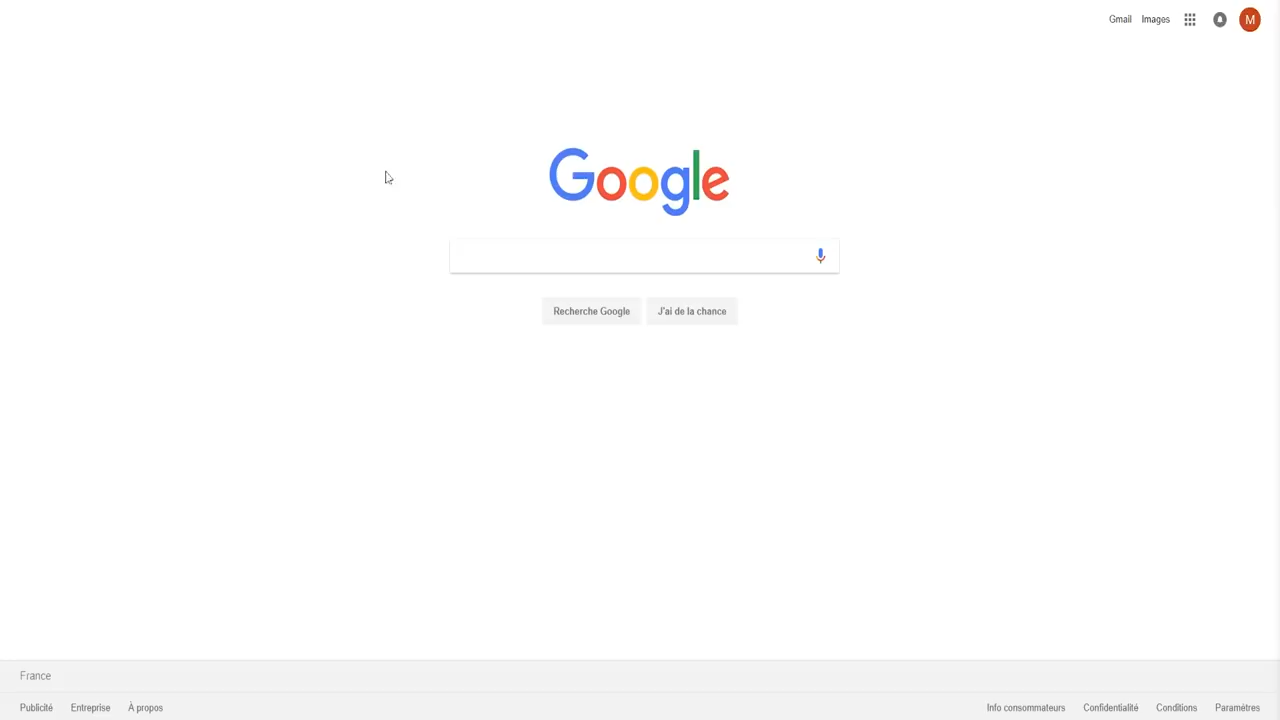 Gmail Images M
Google
Recherche Google J'ai de la chance
France
Publicité Entreprise À propos Info consommateurs Confidentialité Conditions Paramètres